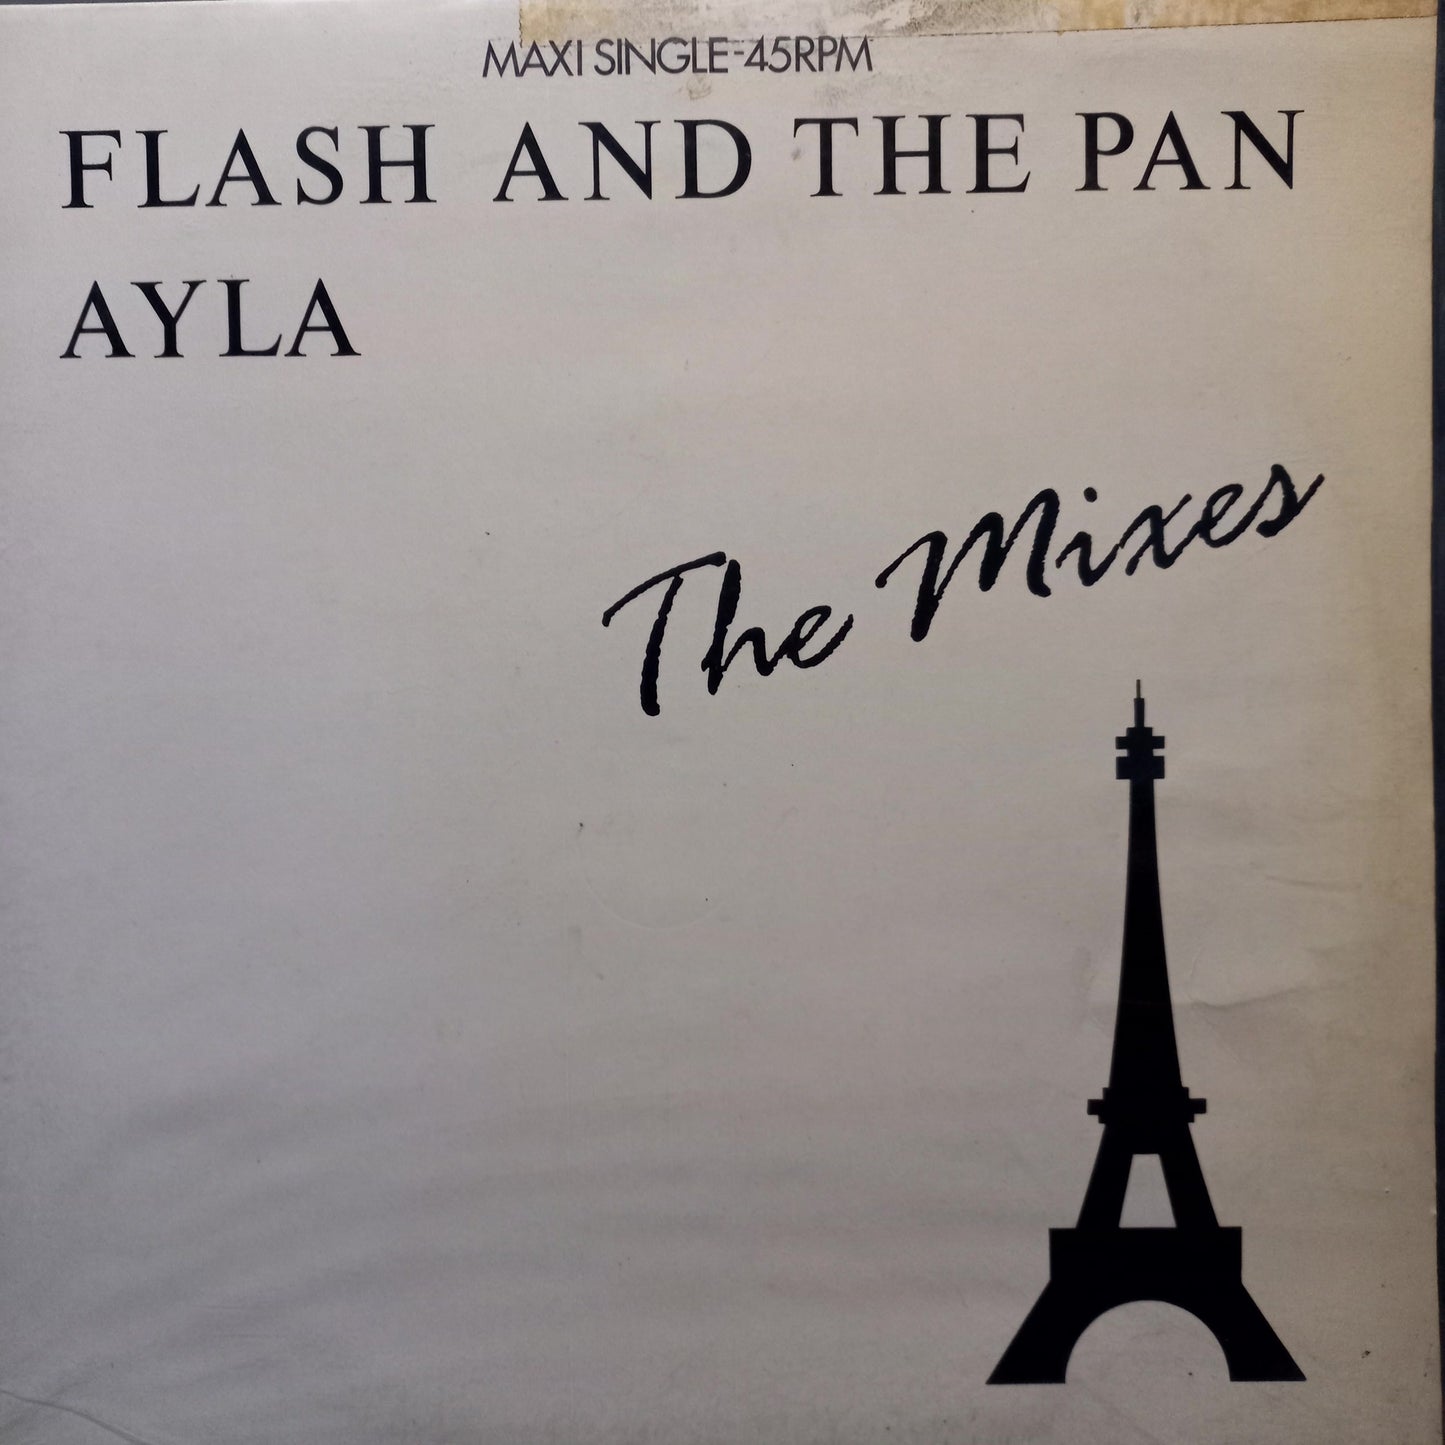 MAXI SINGLE-45RPM
FLASH AND THE PAN
AYLA
The Mixes